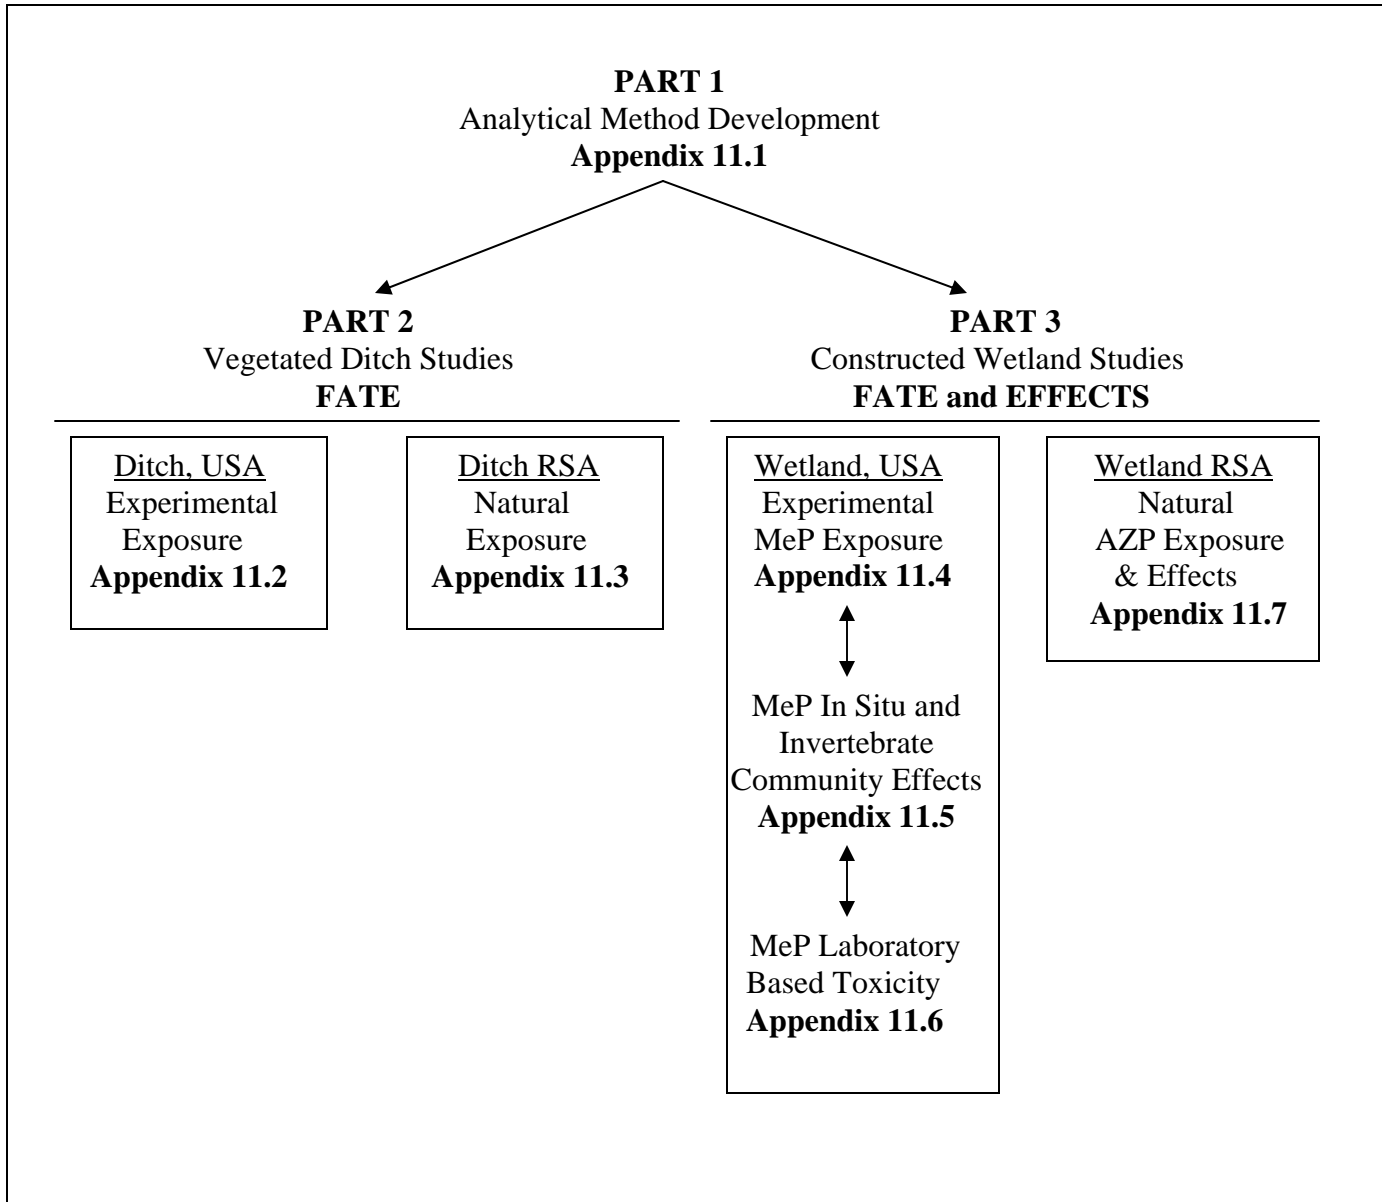 PART 1
Analytical Method Development
Appendix 11.1
PART 2
Vegetated Ditch Studies
FATE
PART 3
Constructed Wetland Studies
FATE and EFFECTS
Ditch, USA
Experimental
Exposure
Appendix 11.2
Ditch RSA
Natural
Exposure
Appendix 11.3
Wetland, USA
Experimental
MeP Exposure
Appendix 11.4
MeP In Situ and
Invertebrate
Community Effects
Appendix 11.5
MeP Laboratory
Based Toxicity
Appendix 11.6
Wetland RSA
Natural
AZP Exposure
& Effects
Appendix 11.7